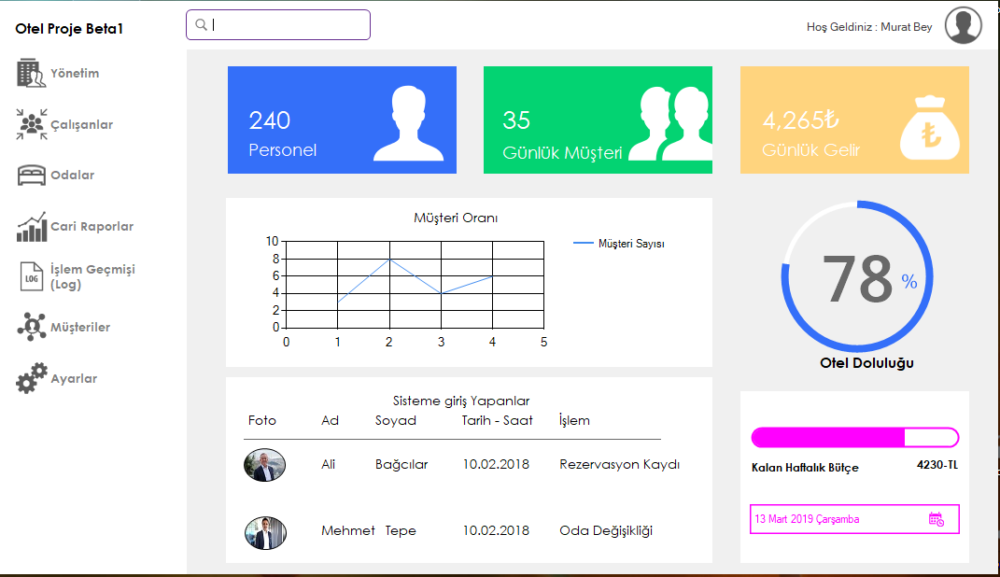 Otel Proje Beta1
Hoş Geldiniz : Murat Bey
Yönetim
Çalışanlar
Odalar
Cari Raporlar
İşlem Geçmişi
(Log)
LOG
Müşteriler
Ayarlar
240
Personel
35
Günlük Müşteri
4,265₺
Günlük Gelir
₺
Müşteri Oranı
Müşteri Sayısı
10
8
6
4
2
0
0 1 2 3 4 5
78 %
Otel Doluluğu
Sisteme giriş Yapanlar
Foto Ad Soyad Tarih - Saat İşlem
Ali Bağcılar 10.02.2018 Rezervasyon Kaydı
Mehmet Tepe 10.02.2018 Oda Değişikliği
Kalan Haftalık Bütçe 4230-TL
13 Mart 2019 Çarşamba